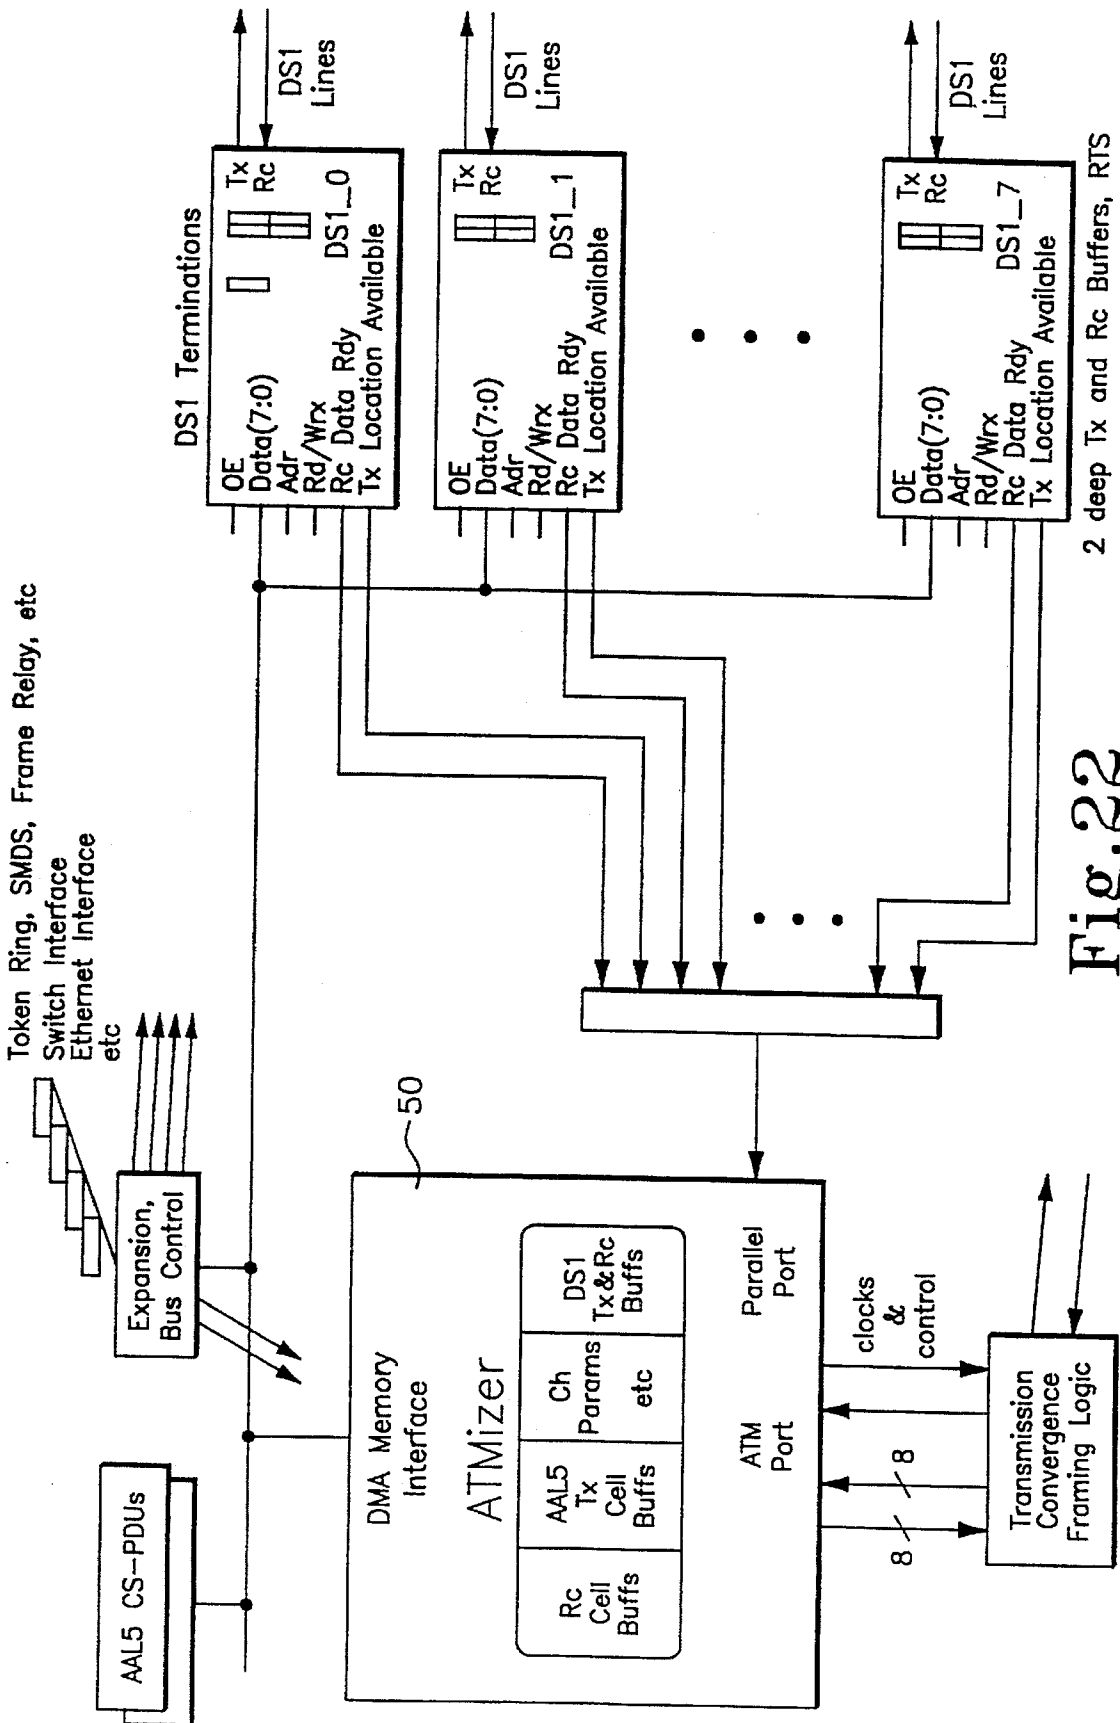 Token Ring, SMDS, Frame Relay, etc
Switch Interface
Ethernet Interface
etc
AAL5 CS-PDUs
Expansion,
Bus Control
DS1 Terminations
OE
Data(7:0)
Adr
Rd/Wrx
Rc Data Rdy
Tx Location Available
DS1_0
Tx
Rc
DS1
Lines
OE
Data(7:0)
Adr
Rd/Wrx
Rc Data Rdy
Tx Location Available
DS1_1
Tx
Rc
DS1
Lines
OE
Data(7:0)
Adr
Rd/Wrx
Rc Data Rdy
Tx Location Available
DS1_7
Tx
Rc
DS1
Lines
2 deep Tx and Rc Buffers, RTS
50
DMA Memory
Interface
ATMizer
Rc
Cell
Buffs
AAL5
Tx
Cell
Buffs
Ch
Params
etc
DS1
Tx&Rc
Buffs
ATM
Port
Parallel
Port
8
8
clocks
&
control
Transmission
Convergence
Framing Logic
Fig.22